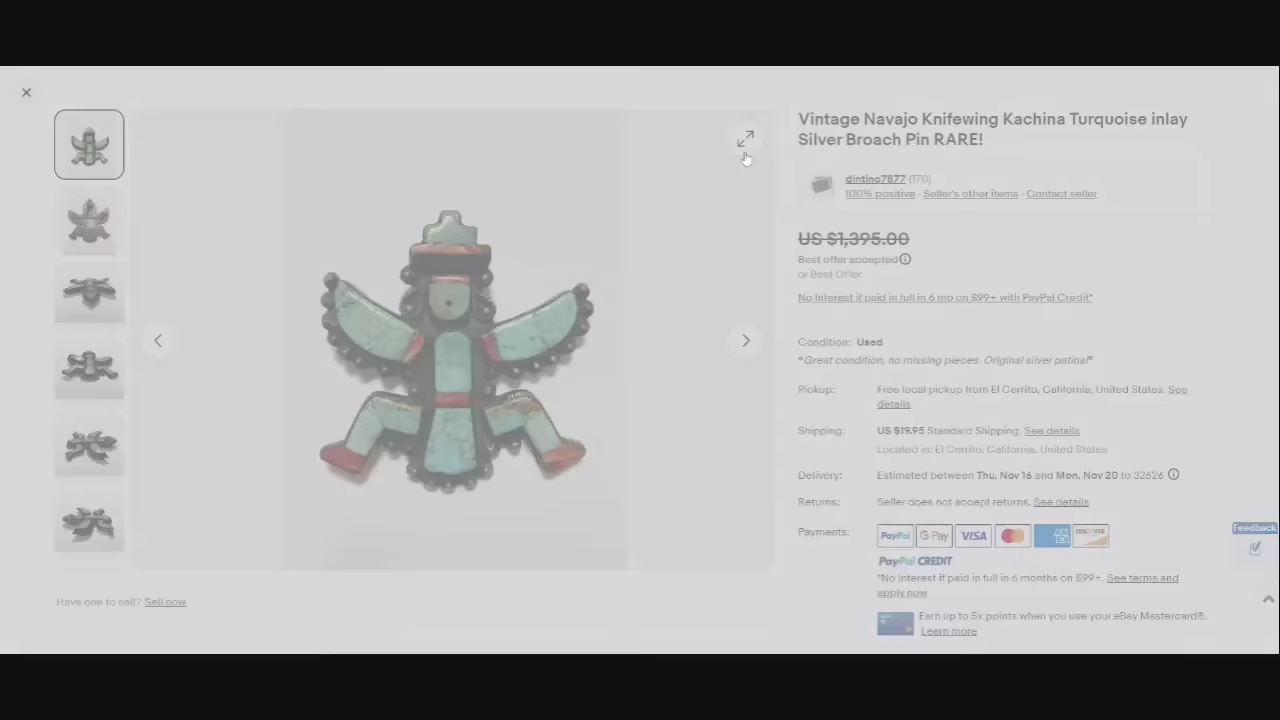 Vintage Navajo Knifewing Kachina Turquoise inlay
Silver Broach Pin RARE!
dintino7877 (170)
100% positive · Seller's other items · Contact seller
US $1,395.00
Best offer accepted
or Best Offer
No Interest if paid in full in 6 mo on $99+ with PayPal Credit*
Condition: Used
“Great condition, no missing pieces. Original silver patina!”
Pickup: Free local pickup from El Cerrito, California, United States. See
details
Shipping: US $19.95 Standard Shipping. See details
Located in: El Cerrito, California, United States
Delivery: Estimated between Thu, Nov 16 and Mon, Nov 20 to 32626
Returns: Seller does not accept returns. See details
Payments: PayPal G Pay VISA DISCOVER
PayPal CREDIT
*No Interest if paid in full in 6 months on $99+. See terms and
apply now
Earn up to 5x points when you use your eBay Mastercard®.
Learn more
Have one to sell? Sell now
Feedback